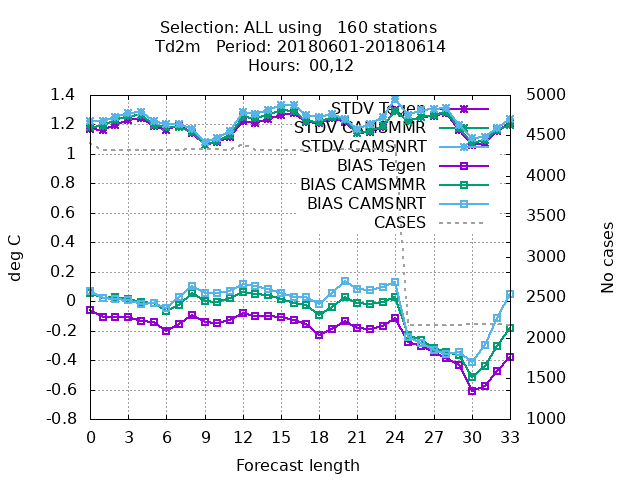 Selection: ALL using   160 stations
Td2m   Period: 20180601-20180614
Hours: 00,12
1.4
1.2
1
0.8
0.6
0.4
0.2
0
-0.2
-0.4
-0.6
-0.8
deg C
5000
4500
4000
3500
3000
2500
2000
1500
1000
No cases
STDV Tegen
STDV CAMSMMR
STDV CAMSNRT
BIAS Tegen
BIAS CAMSMMR
BIAS CAMSNRT
CASES
0 3 6 9 12 15 18 21 24 27 30 33
Forecast length